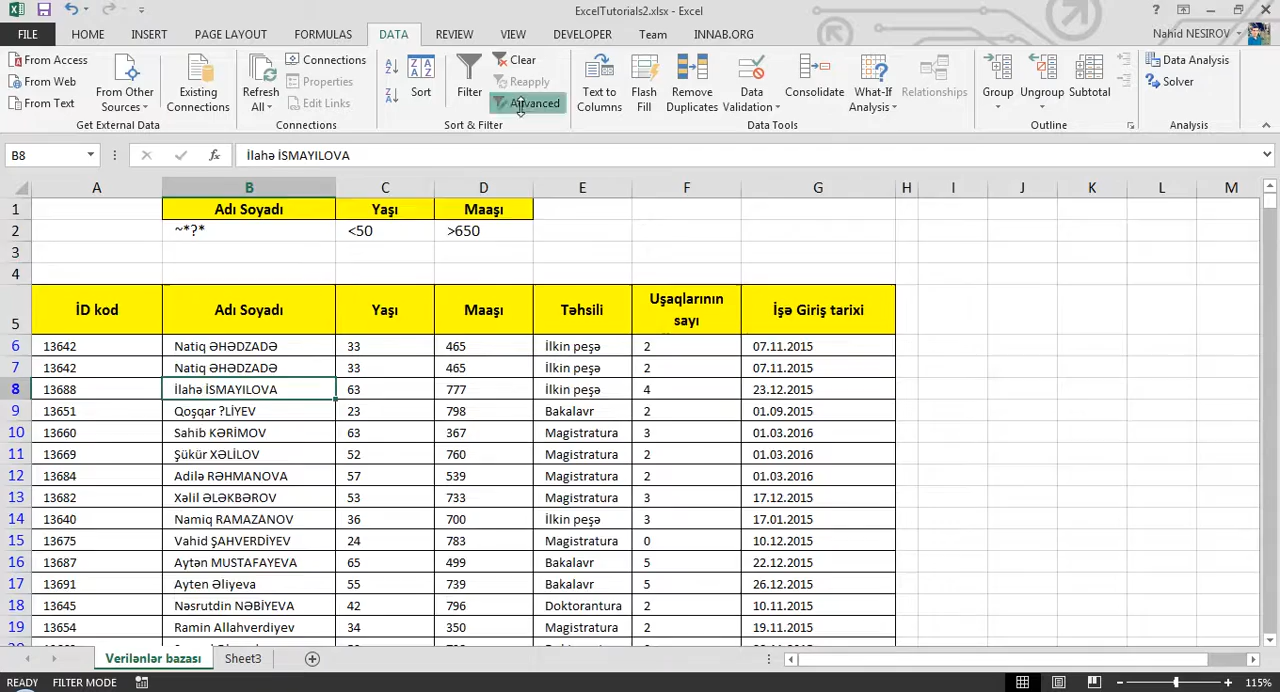 ExcelTutorials2.xlsx - Excel
FILE HOME INSERT PAGE LAYOUT FORMULAS DATA REVIEW VIEW DEVELOPER Team INNAB.ORG Nahid NESIROV
From Access
From Web
From Text
From Other Sources
Existing Connections
Get External Data
Refresh All
Connections
Properties
Edit Links
Connections
Sort
Filter
Clear
Reapply
Advanced
Sort & Filter
Text to Columns
Flash Fill
Remove Duplicates
Data Validation
Consolidate
What-If Analysis
Relationships
Data Tools
Group
Ungroup
Subtotal
Outline
Data Analysis
Solver
Analysis
B8 fx İlahə İSMAYILOVA
A B C D E F G H I J K L M
1 Adı Soyadı Yaşı Maaşı
2 ~*?* <50 >650
3
4
5 İD kod Adı Soyadı Yaşı Maaşı Təhsili Uşaqlarının sayı İşə Giriş tarixi
6 13642 Natiq ƏHƏDZADƏ 33 465 İlkin peşə 2 07.11.2015
7 13642 Natiq ƏHƏDZADƏ 33 465 İlkin peşə 2 07.11.2015
8 13688 İlahə İSMAYILOVA 63 777 İlkin peşə 4 23.12.2015
9 13651 Qoşqar ?LİYEV 23 798 Bakalavr 2 01.09.2015
10 13660 Sahib KƏRİMOV 63 367 Magistratura 3 01.03.2016
11 13669 Şükür XƏLİLOV 52 760 Magistratura 2 01.03.2016
12 13684 Adilə RƏHMANOVA 57 539 Magistratura 2 01.03.2016
13 13682 Xəlil ƏLƏKBƏROV 53 733 Magistratura 3 17.12.2015
14 13640 Namiq RAMAZANOV 36 700 İlkin peşə 3 17.01.2015
15 13675 Vahid ŞAHVERDİYEV 24 783 Magistratura 0 10.12.2015
16 13687 Aytən MUSTAFAYEVA 65 499 Bakalavr 5 22.12.2015
17 13691 Ayten Əliyeva 55 739 Bakalavr 5 26.12.2015
18 13645 Nəsrutdin NƏBİYEVA 42 796 Doktorantura 2 10.11.2015
19 13654 Ramin Allahverdiyev 34 350 Magistratura 2 19.11.2015
Verilənlər bazası Sheet3
READY FILTER MODE 115%